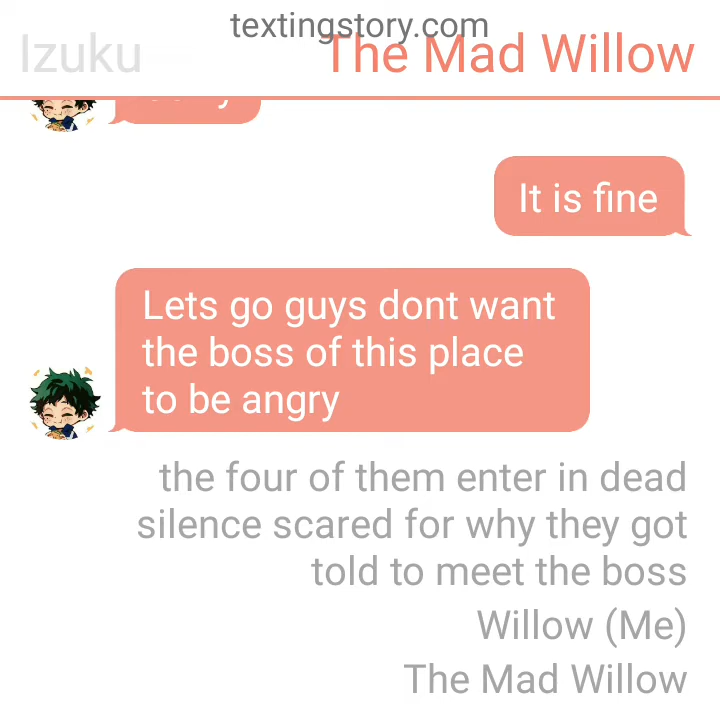 textingstory.com
Izuku
The Mad Willow
It is fine
Lets go guys dont want
the boss of this place
to be angry
the four of them enter in dead
silence scared for why they got
told to meet the boss
Willow (Me)
The Mad Willow